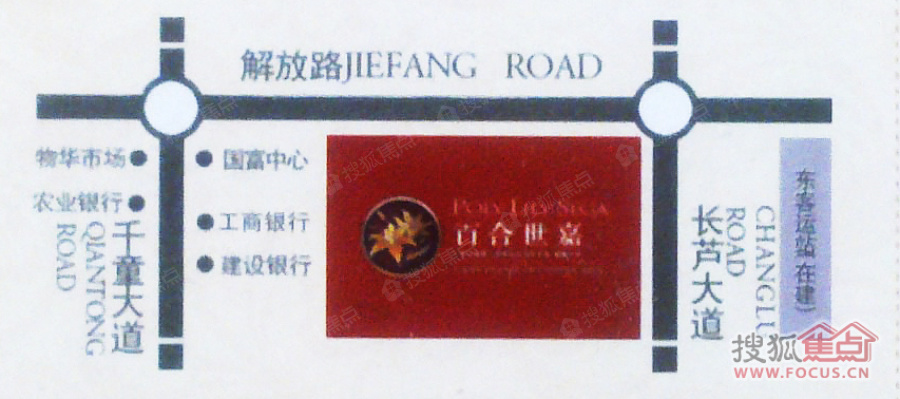 解放路JIEFANG ROAD
物华市场
国富中心
农业银行
工商银行
建设银行
千童大道
QIANTONG
ROAD
百合世嘉
长芦大道
CHANGLU
ROAD
东客运站 在建)
搜狐焦点
WWW.FOCUS.CN